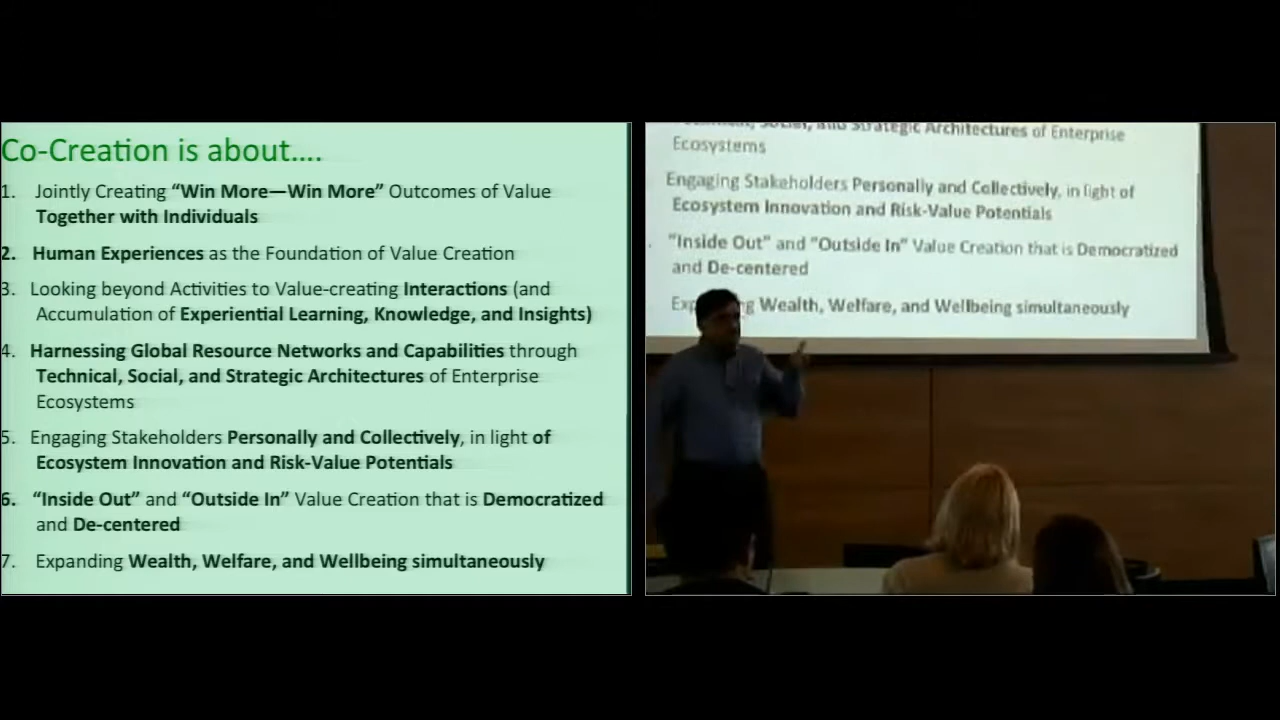 Co-Creation is about....
1. Jointly Creating “Win More—Win More” Outcomes of Value
Together with Individuals
2. Human Experiences as the Foundation of Value Creation
3. Looking beyond Activities to Value-creating Interactions (and
Accumulation of Experiential Learning, Knowledge, and Insights)
4. Harnessing Global Resource Networks and Capabilities through
Technical, Social, and Strategic Architectures of Enterprise
Ecosystems
5. Engaging Stakeholders Personally and Collectively, in light of
Ecosystem Innovation and Risk-Value Potentials
6. “Inside Out” and “Outside In” Value Creation that is Democratized
and De-centered
7. Expanding Wealth, Welfare, and Wellbeing simultaneously
Social, and Strategic Architectures of Enterprise
Ecosystems
Engaging Stakeholders Personally and Collectively, in light of
Ecosystem Innovation and Risk-Value Potentials
“Inside Out” and “Outside In” Value Creation that is Democratized
and De-centered
Wealth, Welfare, and Wellbeing simultaneously